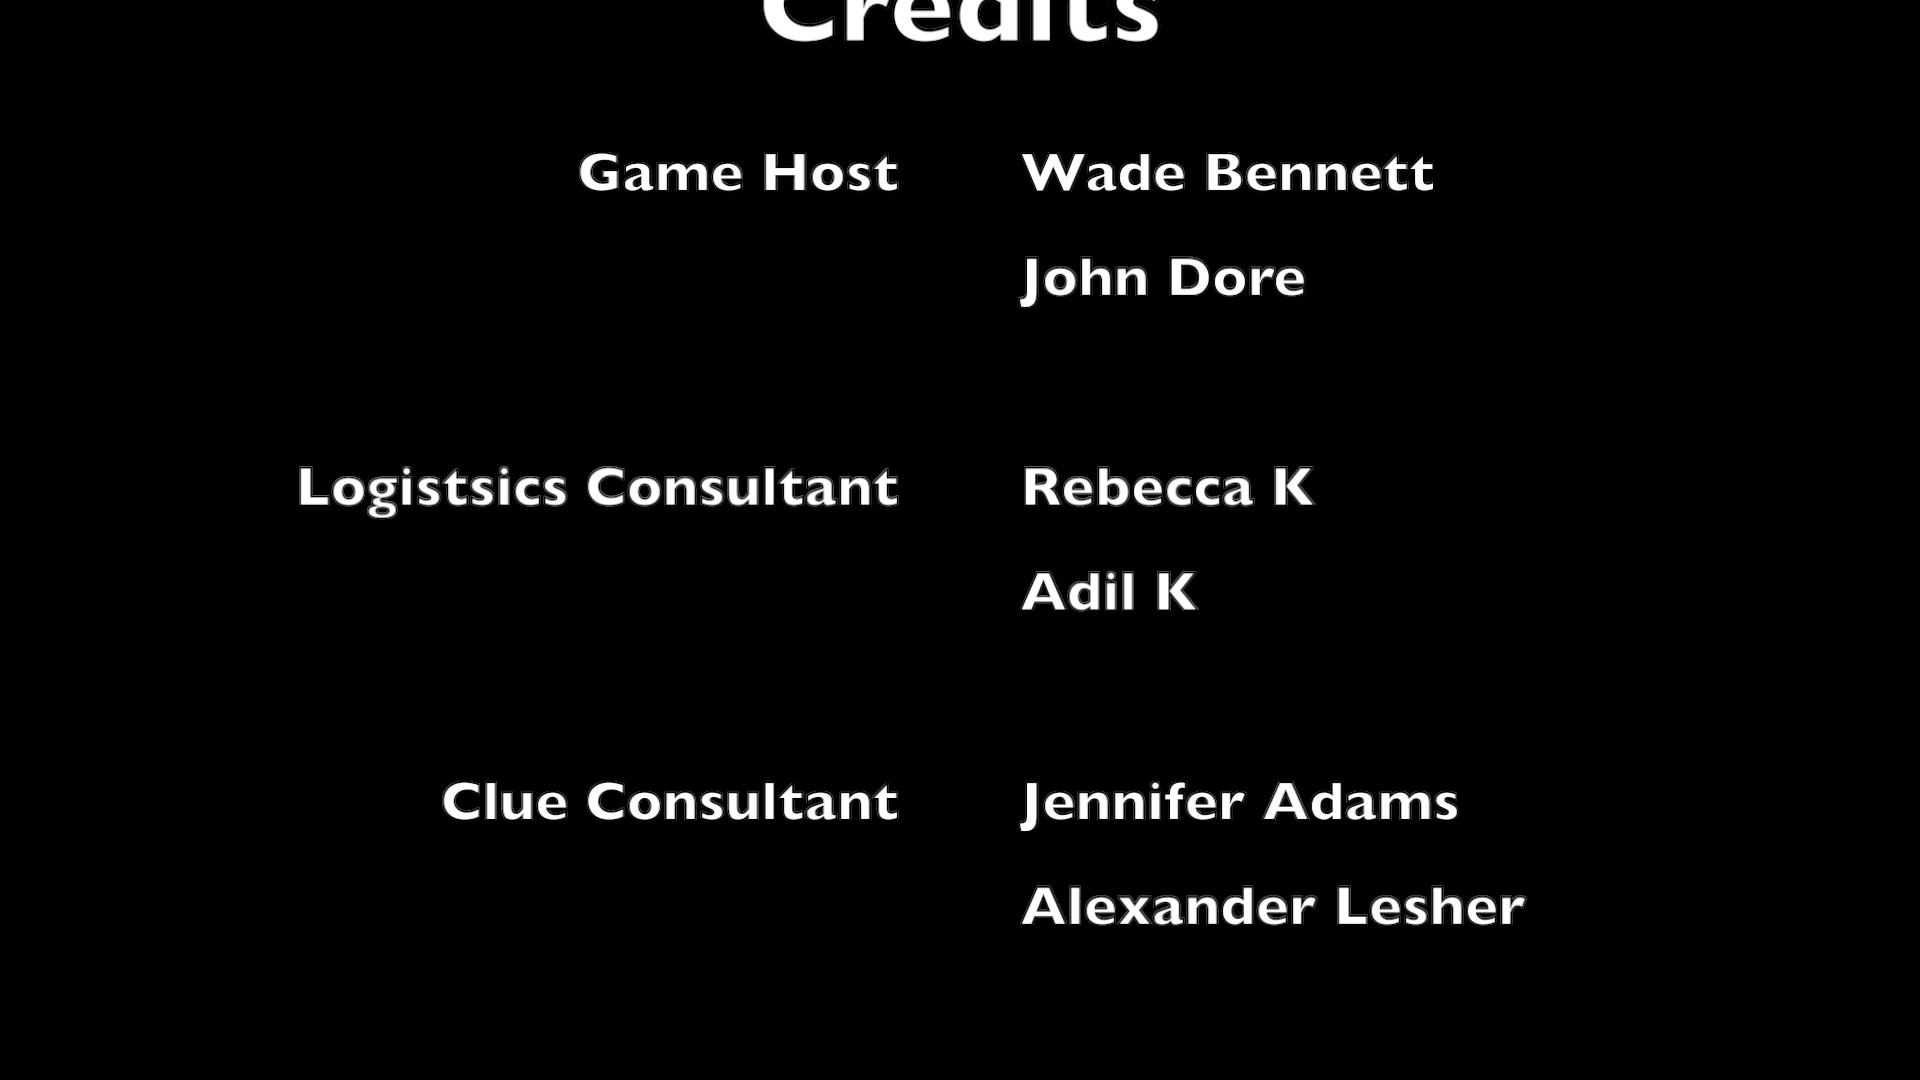 Credits
Game Host Wade Bennett
John Dore
Logistsics Consultant Rebecca K
Adil K
Clue Consultant Jennifer Adams
Alexander Lesher